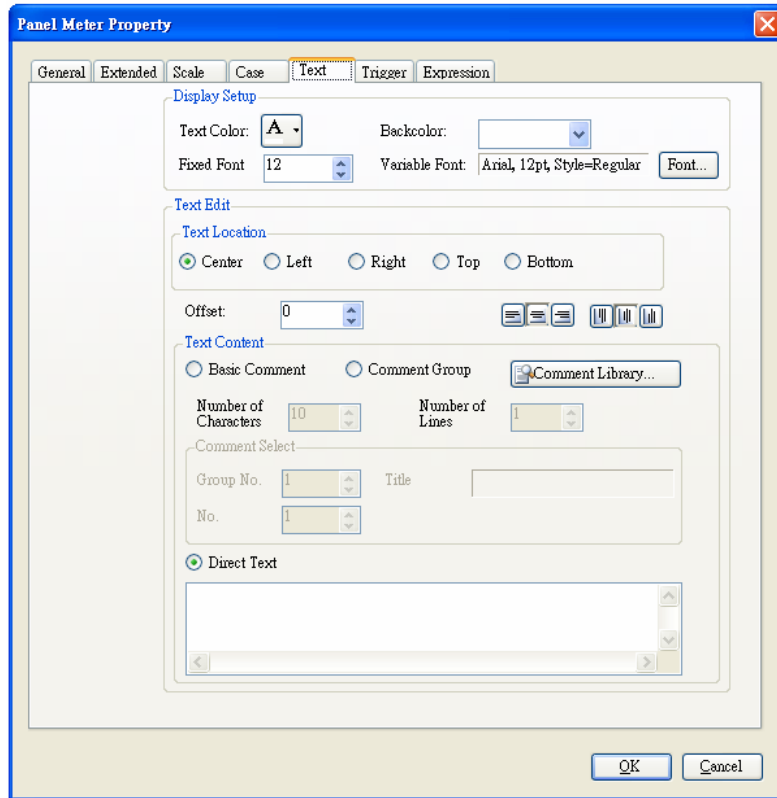 Panel Meter Property
General Extended Scale Case Text Trigger Expression
Display Setup
Text Color: A Backcolor:
Fixed Font 12 Variable Font: Arial, 12pt, Style=Regular Font...
Text Edit
Text Location
Center Left Right Top Bottom
Offset: 0
Text Content
Basic Comment Comment Group Comment Library...
Number of Characters 10 Number of Lines 1
Comment Select
Group No. 1 Title
No. 1
Direct Text
OK Cancel